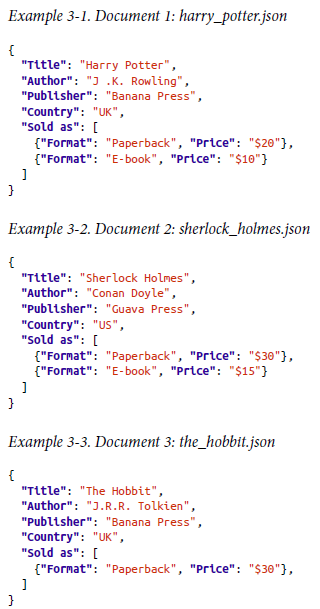 Example 3-1. Document 1: harry_potter.json
{
  "Title": "Harry Potter",
  "Author": "J .K. Rowling",
  "Publisher": "Banana Press",
  "Country": "UK",
  "Sold as": [
    {"Format": "Paperback", "Price": "$20"},
    {"Format": "E-book", "Price": "$10"}
  ]
}
Example 3-2. Document 2: sherlock_holmes.json
{
  "Title": "Sherlock Holmes",
  "Author": "Conan Doyle",
  "Publisher": "Guava Press",
  "Country": "US",
  "Sold as": [
    {"Format": "Paperback", "Price": "$30"},
    {"Format": "E-book", "Price": "$15"}
  ]
}
Example 3-3. Document 3: the_hobbit.json
{
  "Title": "The Hobbit",
  "Author": "J.R.R. Tolkien",
  "Publisher": "Banana Press",
  "Country": "UK",
  "Sold as": [
    {"Format": "Paperback", "Price": "$30"},
  ]
}